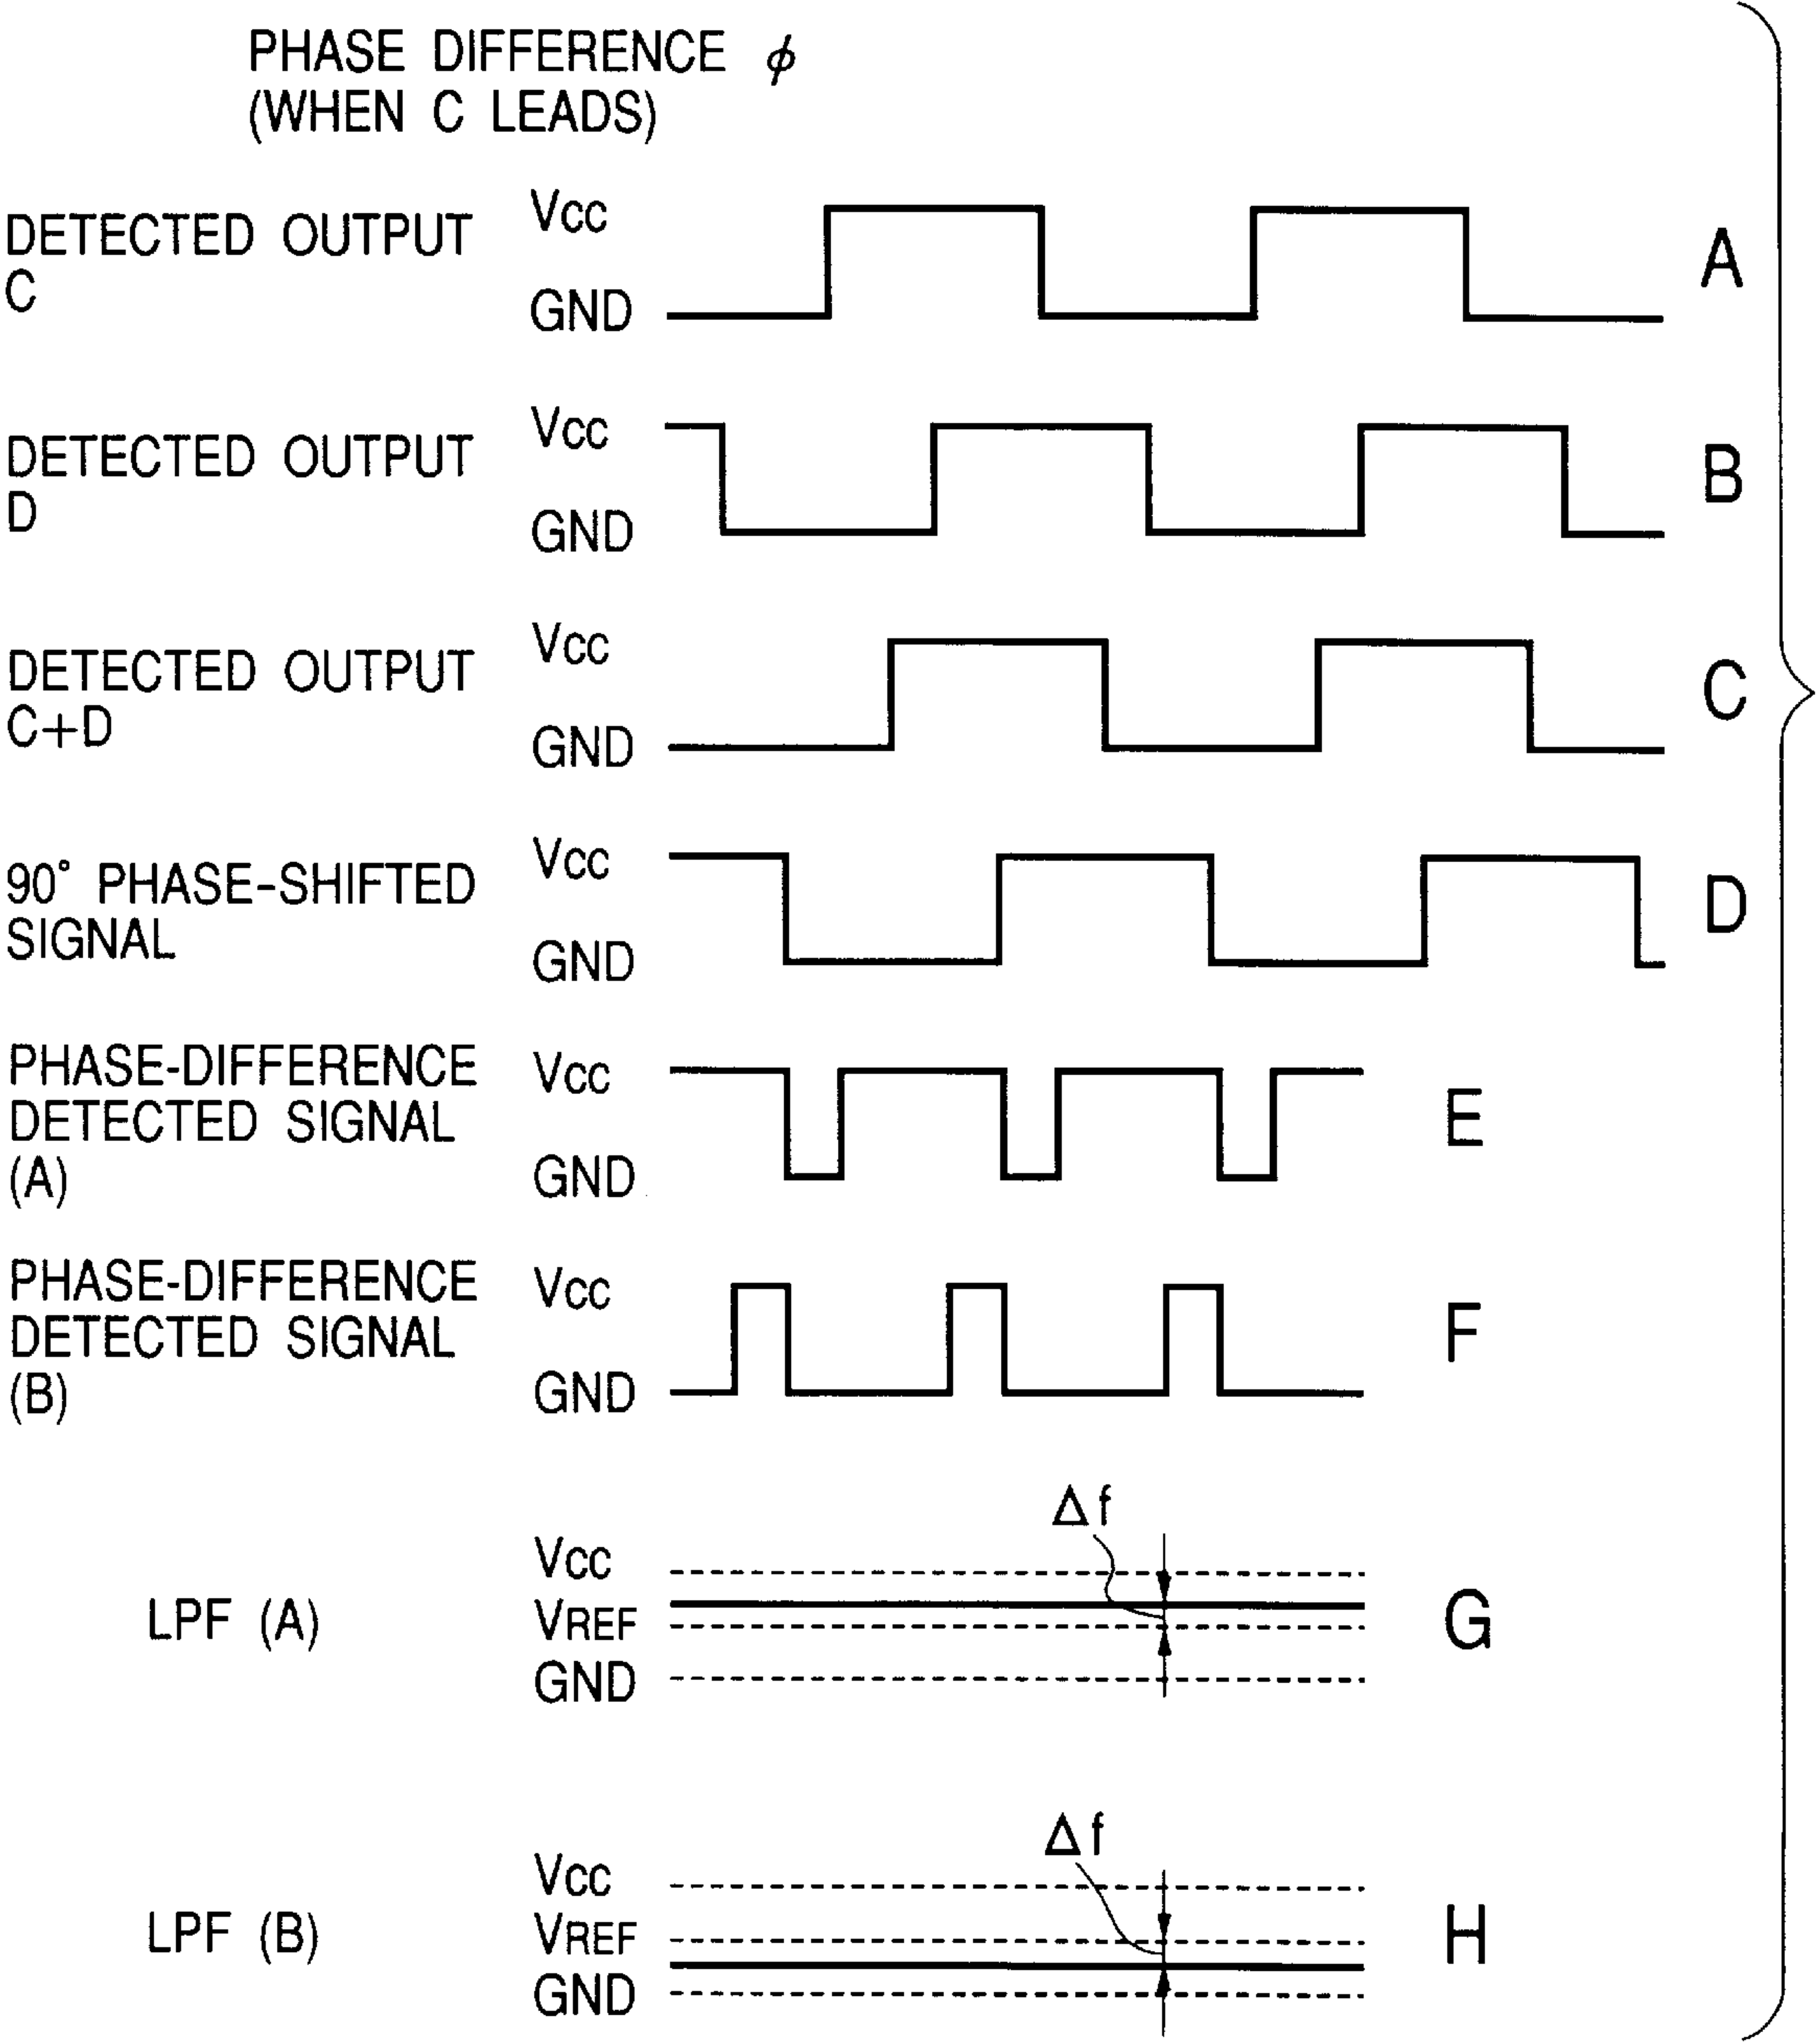 PHASE DIFFERENCE ϕ
(WHEN C LEADS)
DETECTED OUTPUT
C
Vcc
GND
A
DETECTED OUTPUT
D
Vcc
GND
B
DETECTED OUTPUT
C+D
Vcc
GND
C
90° PHASE-SHIFTED
SIGNAL
Vcc
GND
D
PHASE-DIFFERENCE
DETECTED SIGNAL
(A)
Vcc
GND
E
PHASE-DIFFERENCE
DETECTED SIGNAL
(B)
Vcc
GND
F
Δf
LPF (A)
Vcc
VREF
GND
G
Δf
LPF (B)
Vcc
VREF
GND
H